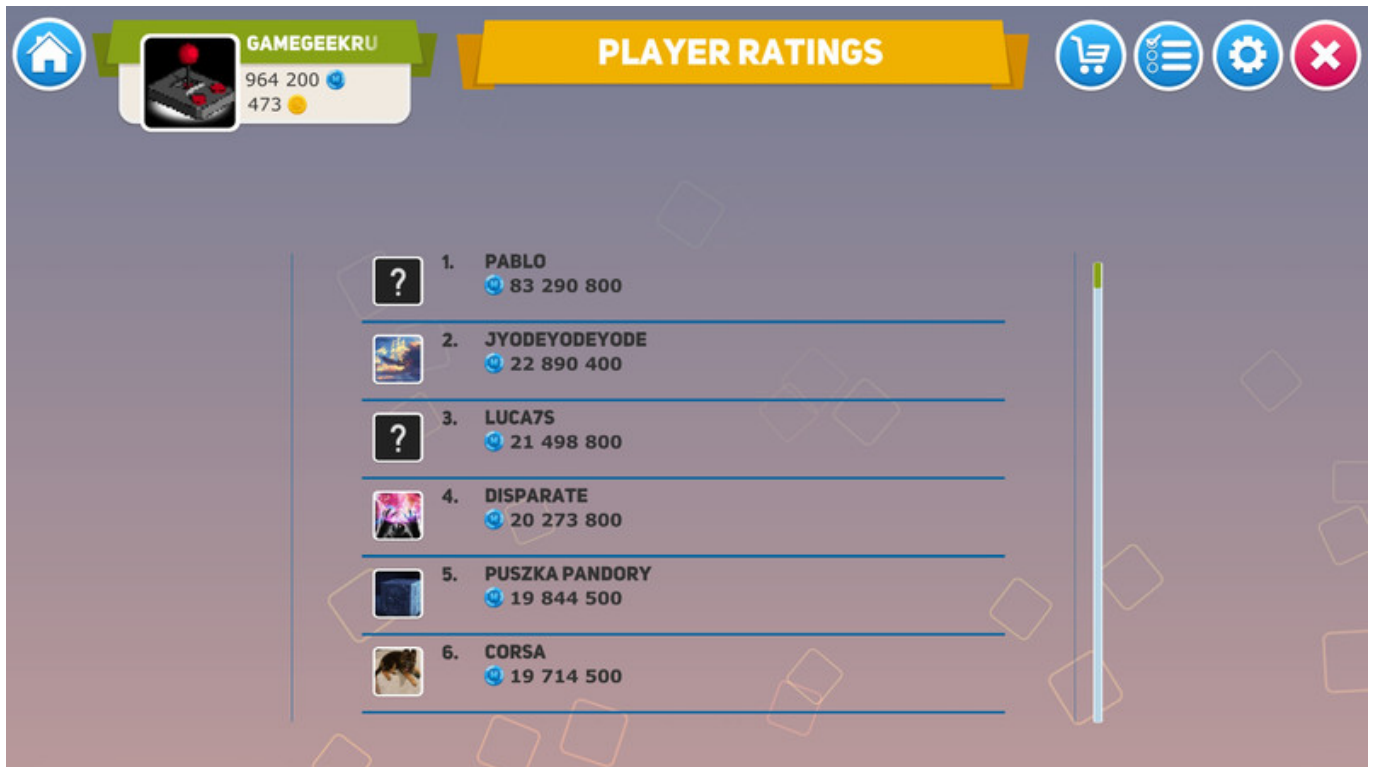 GAMEGEEKRU
964 200
473
PLAYER RATINGS
?
1. PABLO
83 290 800
2. JYODEYODEYODE
22 890 400
?
3. LUCA7S
21 498 800
4. DISPARATE
20 273 800
5. PUSZKA PANDORY
19 844 500
6. CORSA
19 714 500